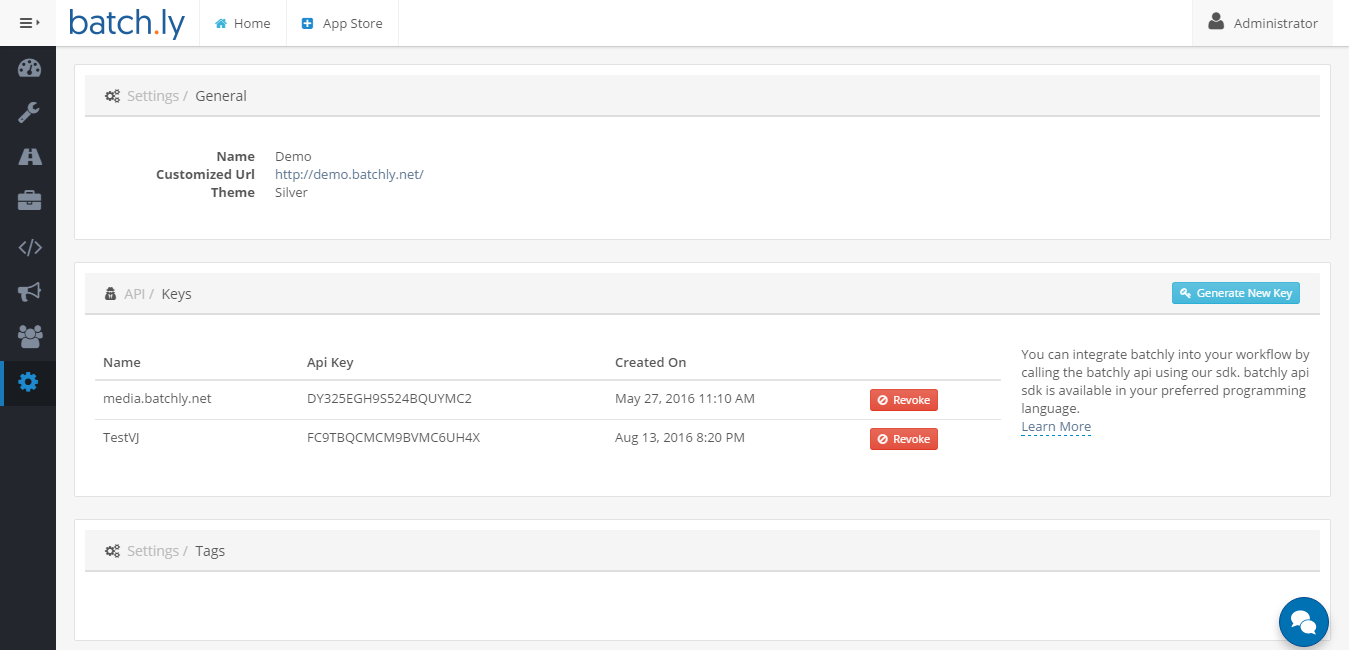 batch.ly
Home
App Store
Administrator
Settings / General
Name Demo
Customized Url http://demo.batchly.net/
Theme Silver
API / Keys
Generate New Key
Name Api Key Created On
media.batchly.net DY325EGH9S524BQUYMC2 May 27, 2016 11:10 AM Revoke
TestVJ FC9TBQCMCM9BVMC6UH4X Aug 13, 2016 8:20 PM Revoke
You can integrate batchly into your workflow by
calling the batchly api using our sdk. batchly api
sdk is available in your preferred programming
language.
Learn More
Settings / Tags